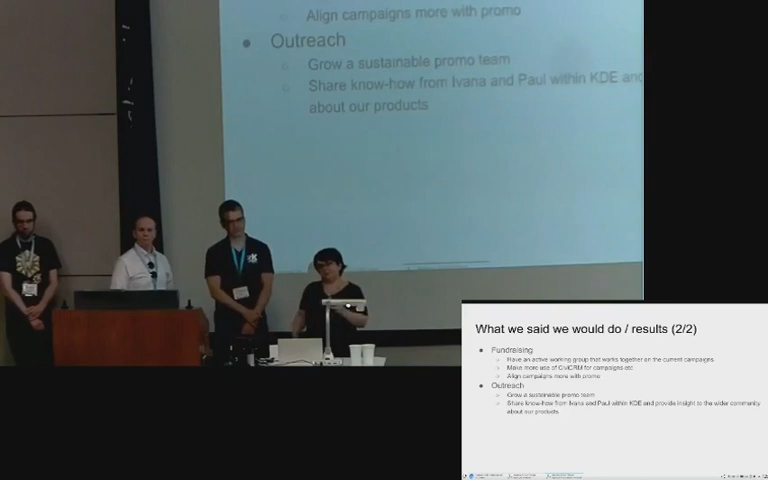 Align campaigns more with promo
Outreach
Grow a sustainable promo team
Share know-how from Ivana and Paul within KDE and
about our products
What we said we would do / results (2/2)
Fundraising
Have an active working group that works together on the current campaigns
Make more use of CiviCRM for campaigns etc
Align campaigns more with promo
Outreach
Grow a sustainable promo team
Share know-how from Ivana and Paul within KDE and provide insight to the wider community
about our products